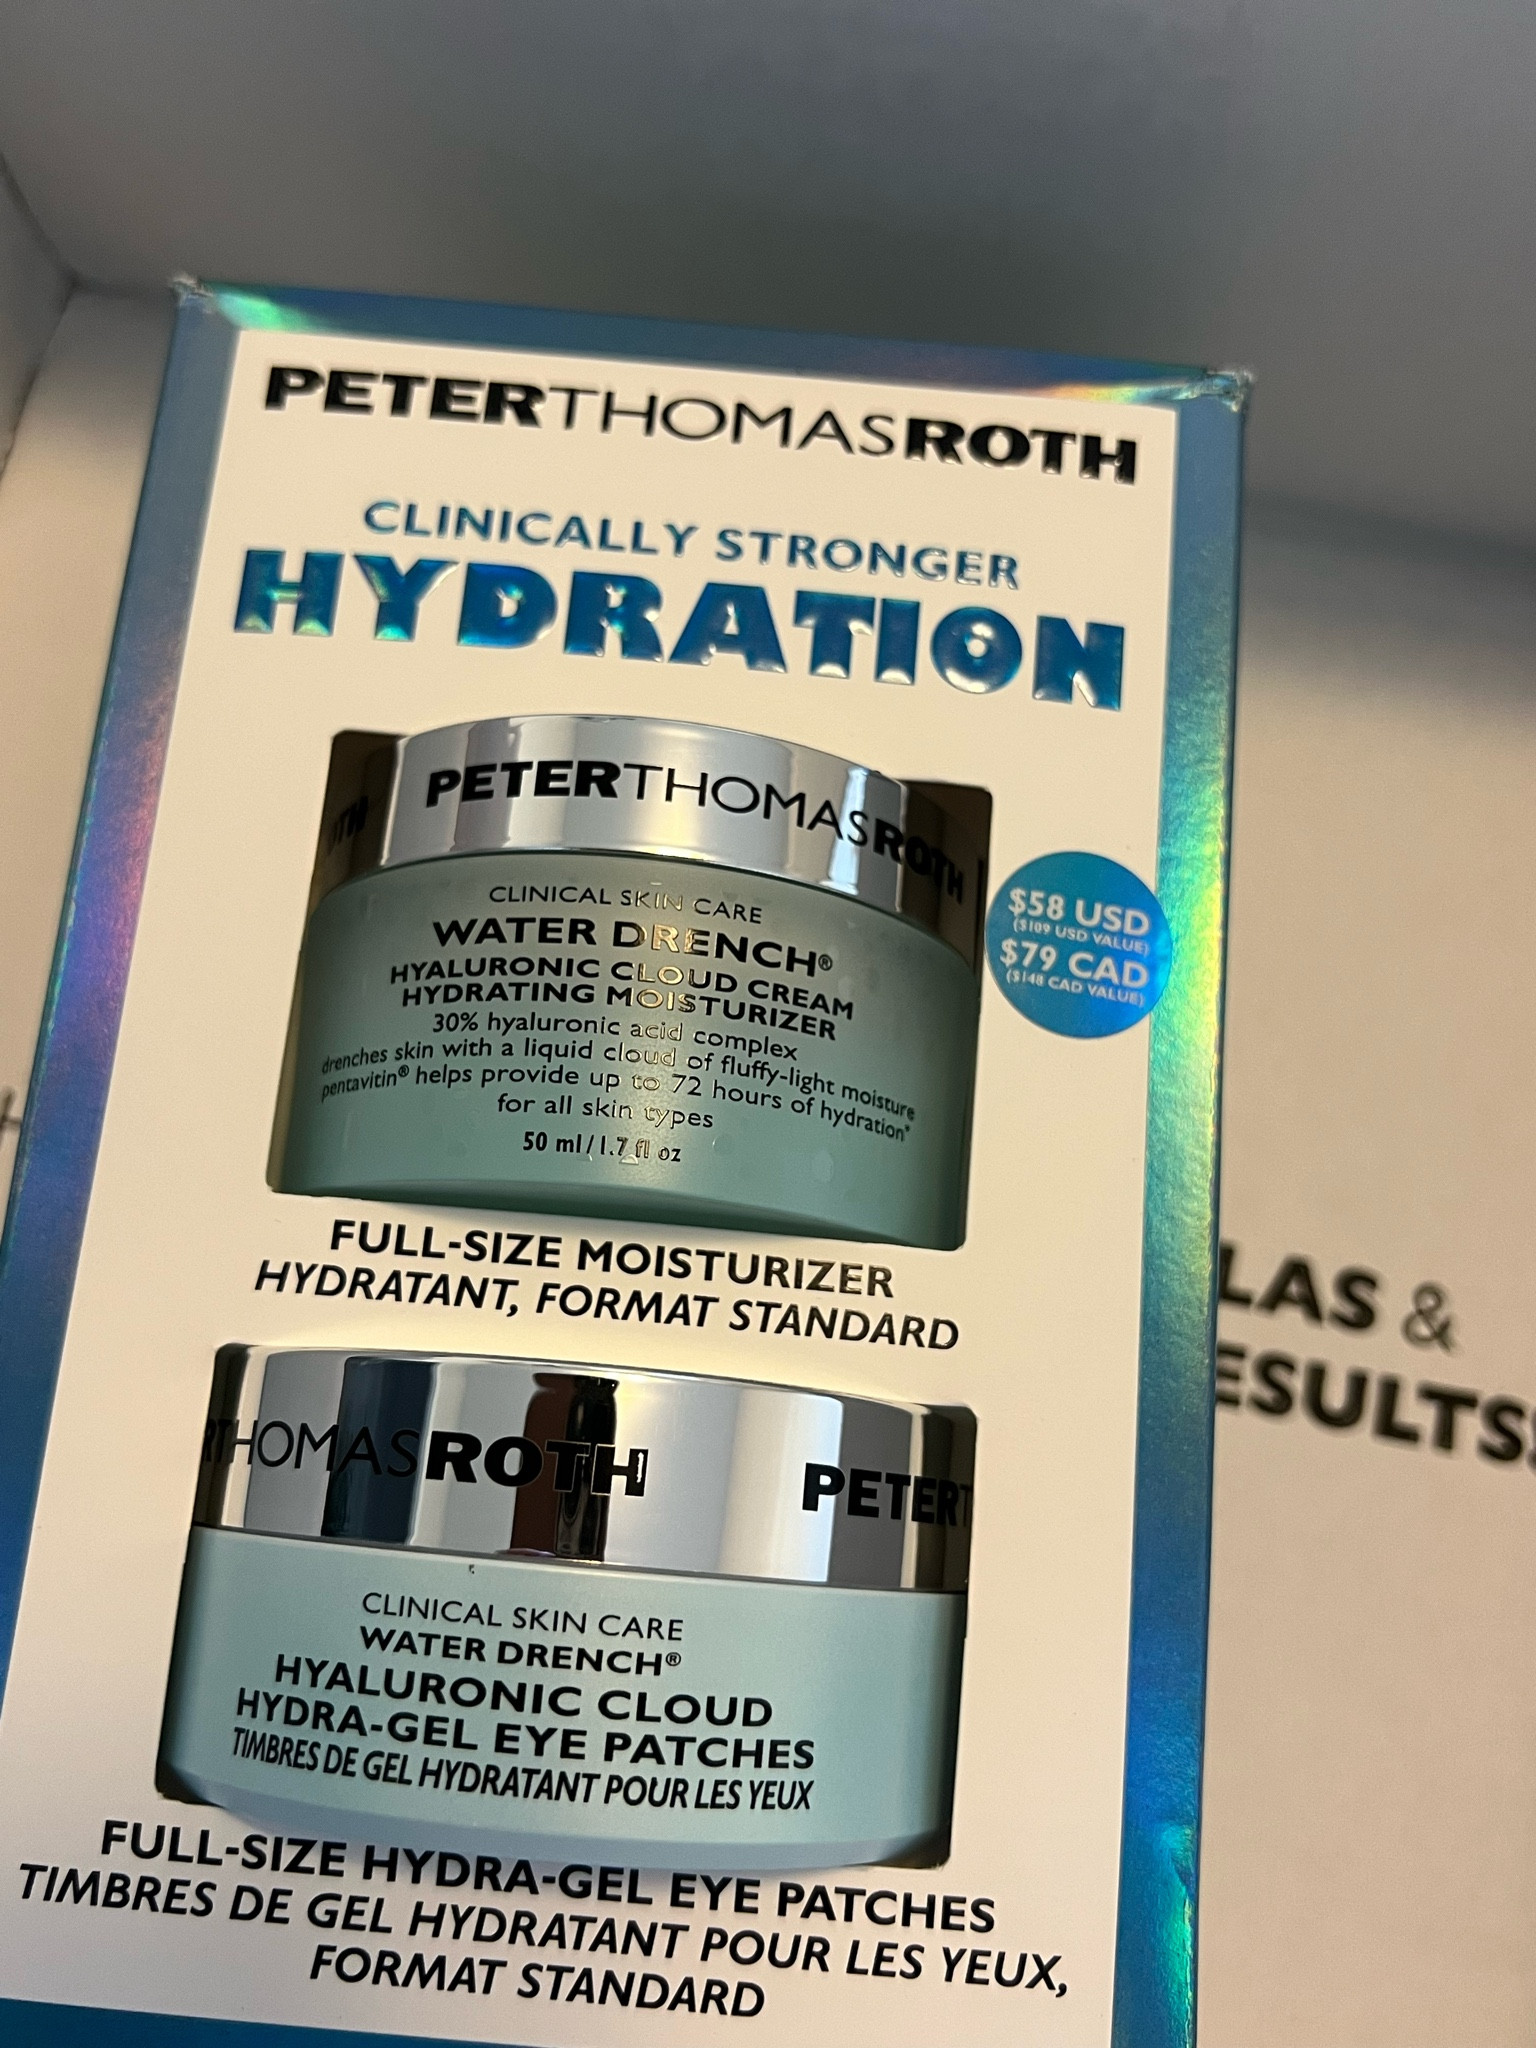 PETERTHOMASROTH
CLINICALLY STRONGER
HYDRATION
PETERTHOMASROTH
CLINICAL SKIN CARE
WATER DRENCH®
HYALURONIC CLOUD CREAM
HYDRATING MOISTURIZER
30% hyaluronic acid complex
drenches skin with a liquid cloud of fluffy-light moisture
pentavitin® helps provide up to 72 hours of hydration*
for all skin types
50 ml/1.7 fl oz
$58 USD
($109 USD VALUE)
$79 CAD
($148 CAD VALUE)
FULL-SIZE MOISTURIZER
HYDRATANT, FORMAT STANDARD
THOMASROTH PETER
CLINICAL SKIN CARE
WATER DRENCH®
HYALURONIC CLOUD
HYDRA-GEL EYE PATCHES
TIMBRES DE GEL HYDRATANT POUR LES YEUX
FULL-SIZE HYDRA-GEL EYE PATCHES
TIMBRES DE GEL HYDRATANT POUR LES YEUX,
FORMAT STANDARD
LAS &
ESULTS!